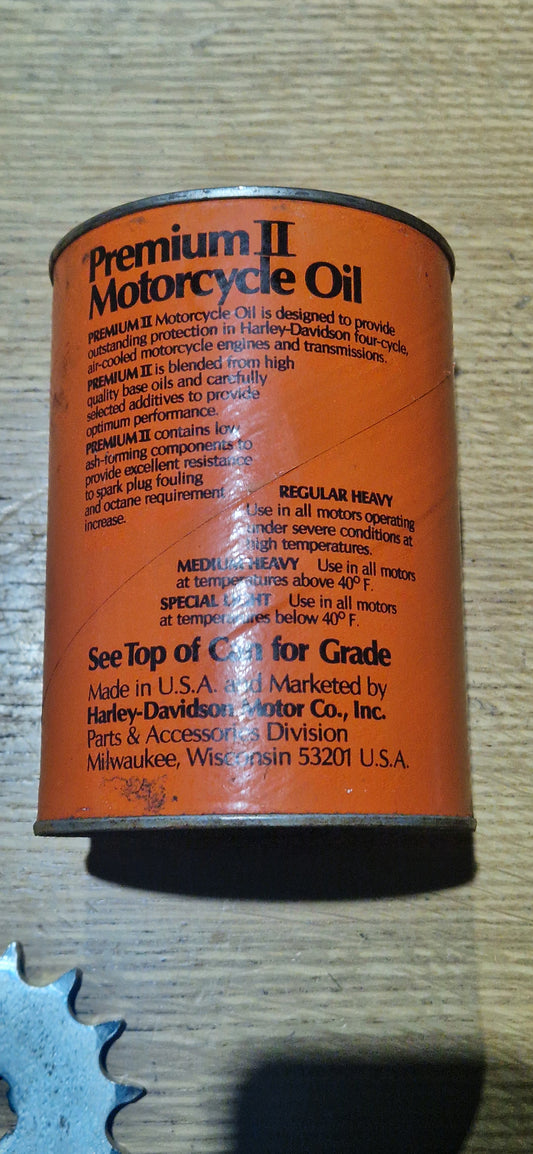 Premium II
Motorcycle Oil
PREMIUM II Motorcycle Oil is designed to provide
outstanding protection in Harley-Davidson four-cycle,
air-cooled motorcycle engines and transmissions.
PREMIUM II is blended from high
quality base oils and carefully
selected additives to provide
optimum performance.
PREMIUM II contains low
ash-forming components to
provide excellent resistance
to spark plug fouling
and octane requirement
increase.
REGULAR HEAVY
Use in all motors operating
under severe conditions at
high temperatures.
MEDIUM HEAVY Use in all motors
at temperatures above 40º F.
SPECIAL LIGHT Use in all motors
at temperatures below 40º F.
See Top of Can for Grade
Made in U.S.A. and Marketed by
Harley-Davidson Motor Co., Inc.
Parts & Accessories Division
Milwaukee, Wisconsin 53201 U.S.A.